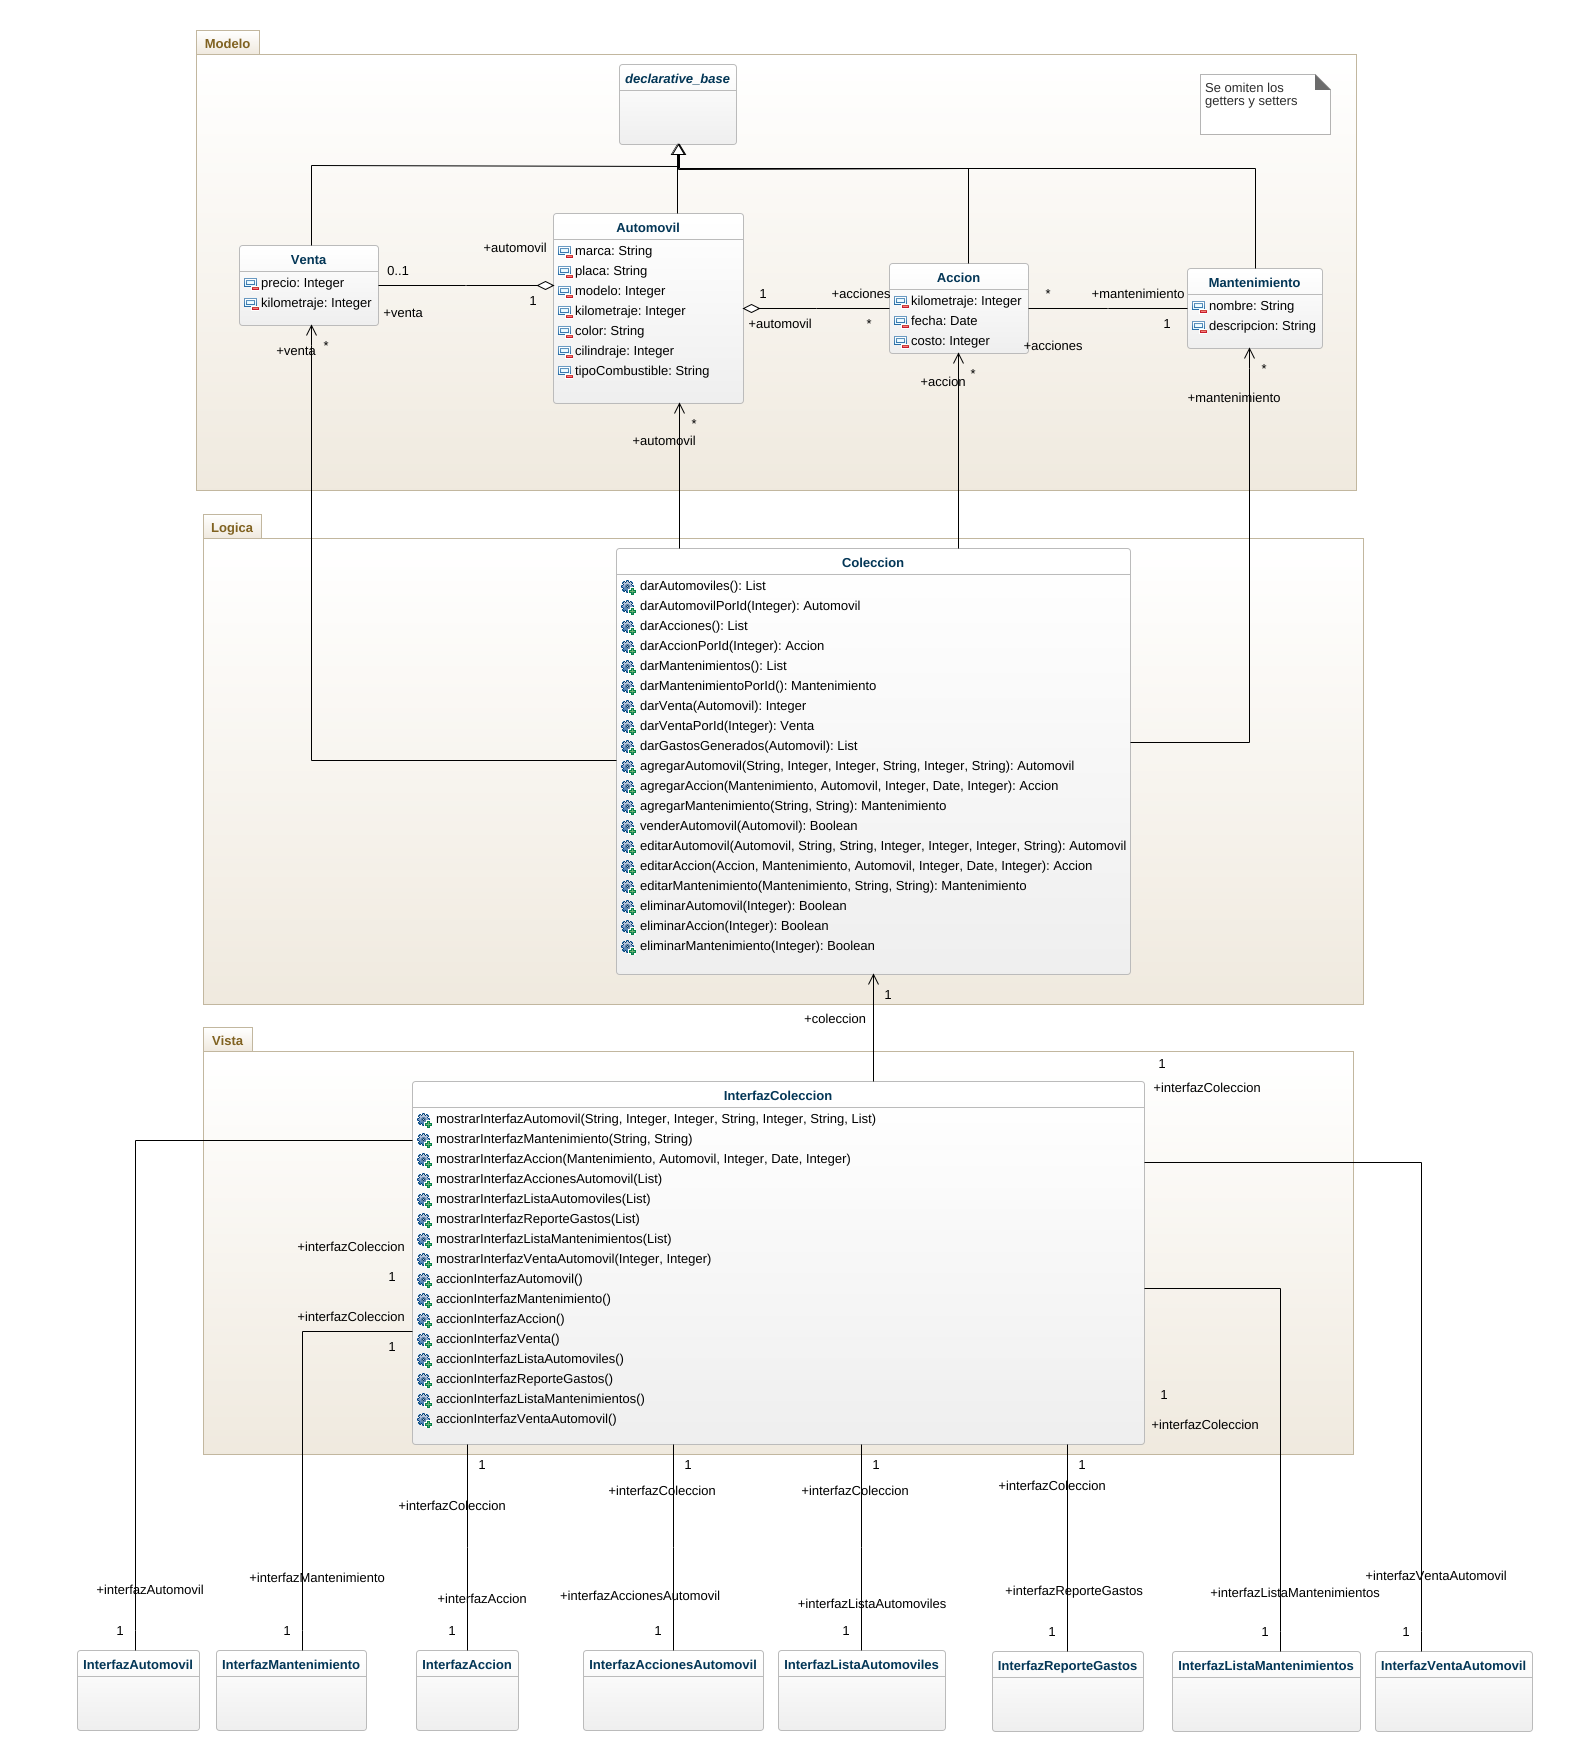 Modelo
declarative_base
Se omiten los
getters y setters
Venta
precio: Integer
kilometraje: Integer
0..1
+venta
+automovil
1
Automovil
marca: String
placa: String
modelo: Integer
kilometraje: Integer
color: String
cilindraje: Integer
tipoCombustible: String
1
+automovil
+acciones
*
Accion
kilometraje: Integer
fecha: Date
costo: Integer
*
+acciones
+mantenimiento
1
Mantenimiento
nombre: String
descripcion: String
+venta
*
*
+automovil
*
+accion
*
+mantenimiento
Logica
Coleccion
darAutomoviles(): List
darAutomovilPorId(Integer): Automovil
darAcciones(): List
darAccionPorId(Integer): Accion
darMantenimientos(): List
darMantenimientoPorId(): Mantenimiento
darVenta(Automovil): Integer
darVentaPorId(Integer): Venta
darGastosGenerados(Automovil): List
agregarAutomovil(String, Integer, Integer, String, Integer, String): Automovil
agregarAccion(Mantenimiento, Automovil, Integer, Date, Integer): Accion
agregarMantenimiento(String, String): Mantenimiento
venderAutomovil(Automovil): Boolean
editarAutomovil(Automovil, String, String, Integer, Integer, Integer, String): Automovil
editarAccion(Accion, Mantenimiento, Automovil, Integer, Date, Integer): Accion
editarMantenimiento(Mantenimiento, String, String): Mantenimiento
eliminarAutomovil(Integer): Boolean
eliminarAccion(Integer): Boolean
eliminarMantenimiento(Integer): Boolean
1
+coleccion
Vista
1
+interfazColeccion
InterfazColeccion
mostrarInterfazAutomovil(String, Integer, Integer, String, Integer, String, List)
mostrarInterfazMantenimiento(String, String)
mostrarInterfazAccion(Mantenimiento, Automovil, Integer, Date, Integer)
mostrarInterfazAccionesAutomovil(List)
mostrarInterfazListaAutomoviles(List)
mostrarInterfazReporteGastos(List)
mostrarInterfazListaMantenimientos(List)
mostrarInterfazVentaAutomovil(Integer, Integer)
accionInterfazAutomovil()
accionInterfazMantenimiento()
accionInterfazAccion()
accionInterfazVenta()
accionInterfazListaAutomoviles()
accionInterfazReporteGastos()
accionInterfazListaMantenimientos()
accionInterfazVentaAutomovil()
+interfazColeccion
1
+interfazColeccion
1
1
+interfazColeccion
1
+interfazColeccion
1
+interfazColeccion
1
+interfazColeccion
1
+interfazColeccion
+interfazAutomovil
1
+interfazMantenimiento
1
+interfazAccion
1
+interfazAccionesAutomovil
1
+interfazListaAutomoviles
1
+interfazReporteGastos
1
+interfazListaMantenimientos
1
+interfazVentaAutomovil
1
InterfazAutomovil
InterfazMantenimiento
InterfazAccion
InterfazAccionesAutomovil
InterfazListaAutomoviles
InterfazReporteGastos
InterfazListaMantenimientos
InterfazVentaAutomovil